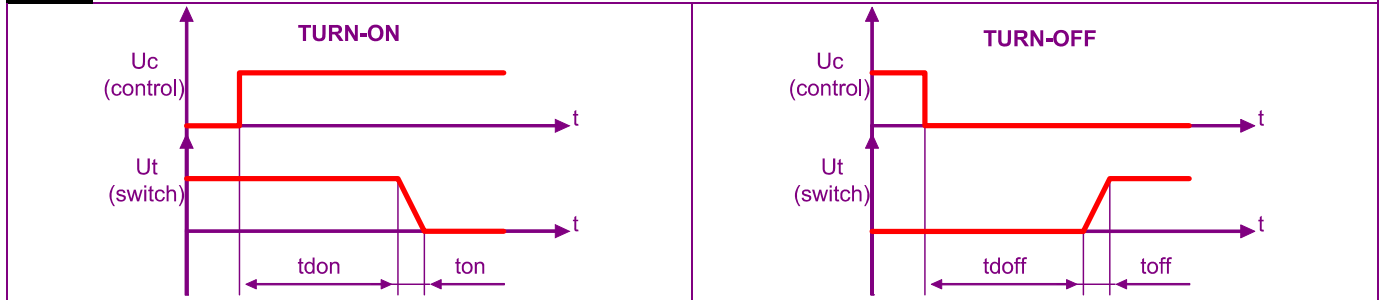 TURN-ON
Uc
(control)
t
Ut
(switch)
t
tdon
ton
TURN-OFF
Uc
(control)
t
Ut
(switch)
t
tdoff
toff